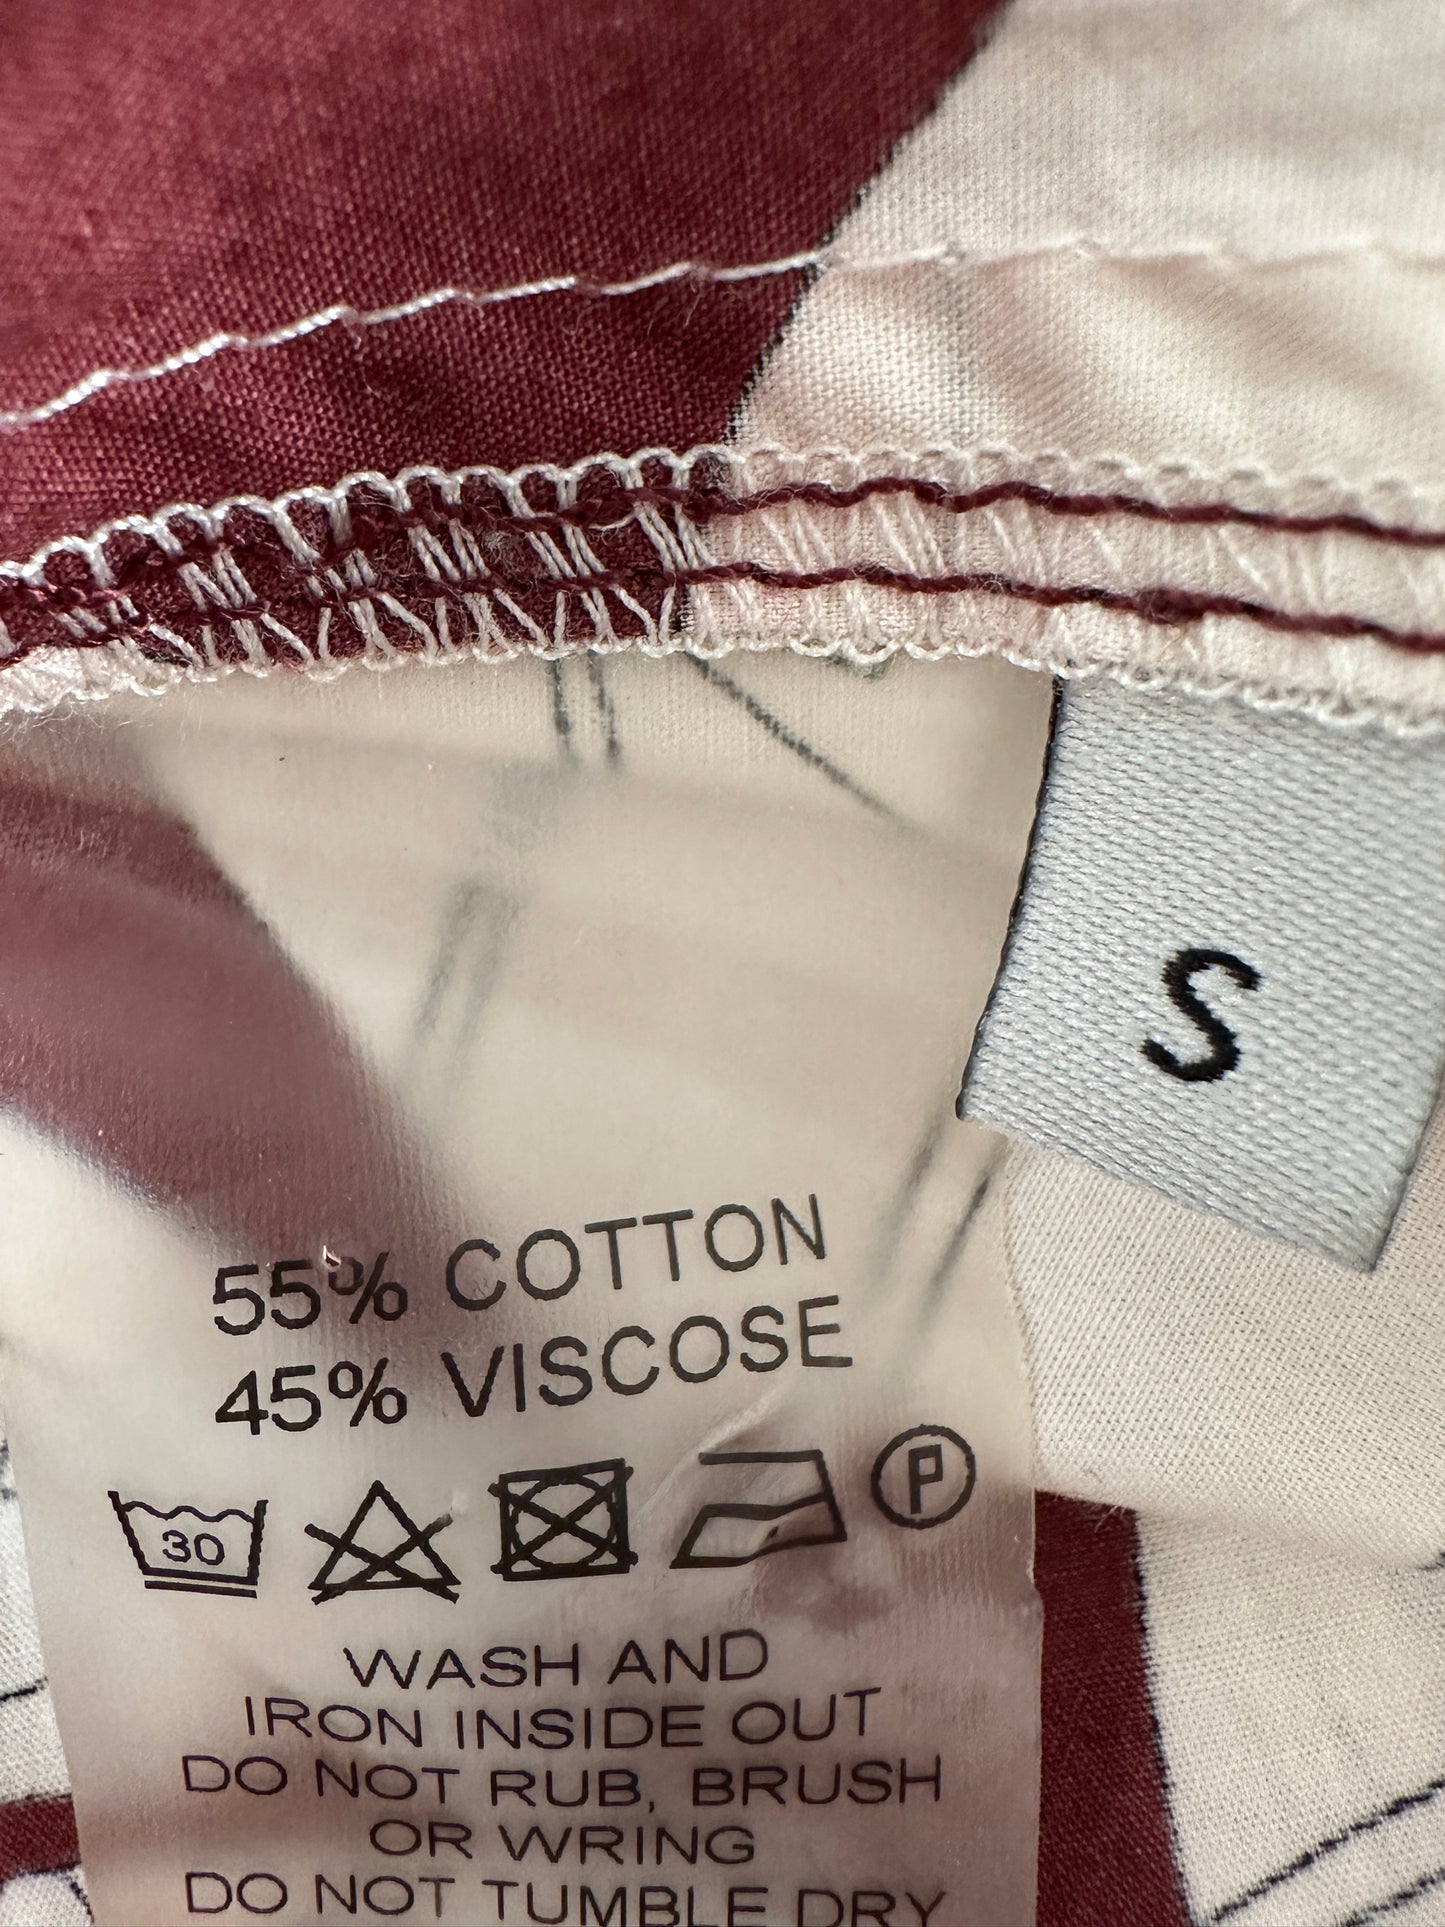 S
55% COTTON
45% VISCOSE
30 P
WASH AND
IRON INSIDE OUT
DO NOT RUB, BRUSH
OR WRING
DO NOT TUMBLE DRY